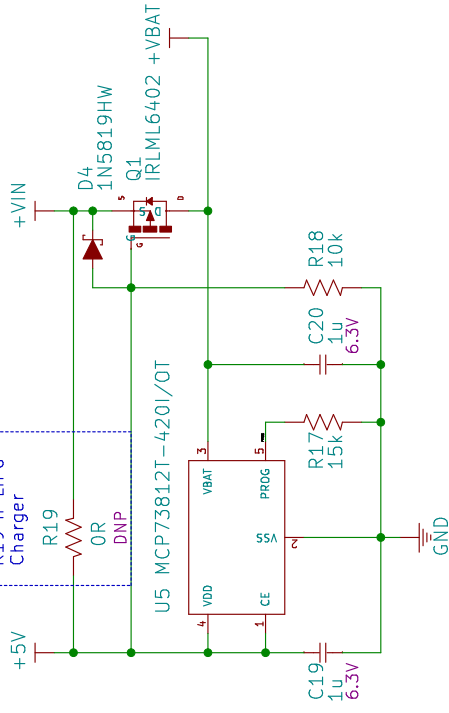 Charger
R19
0R
DNP
+5V
+VIN
D4
1N5819HW
Q1
IRLML6402
+VBAT
S
D
G
D
S
G
U5 MCP73812T-420I/OT
4
VDD
3
VBAT
1
CE
5
PROG
VSS
2
R17
15k
C20
1u
6.3V
R18
10k
C19
1u
6.3V
GND